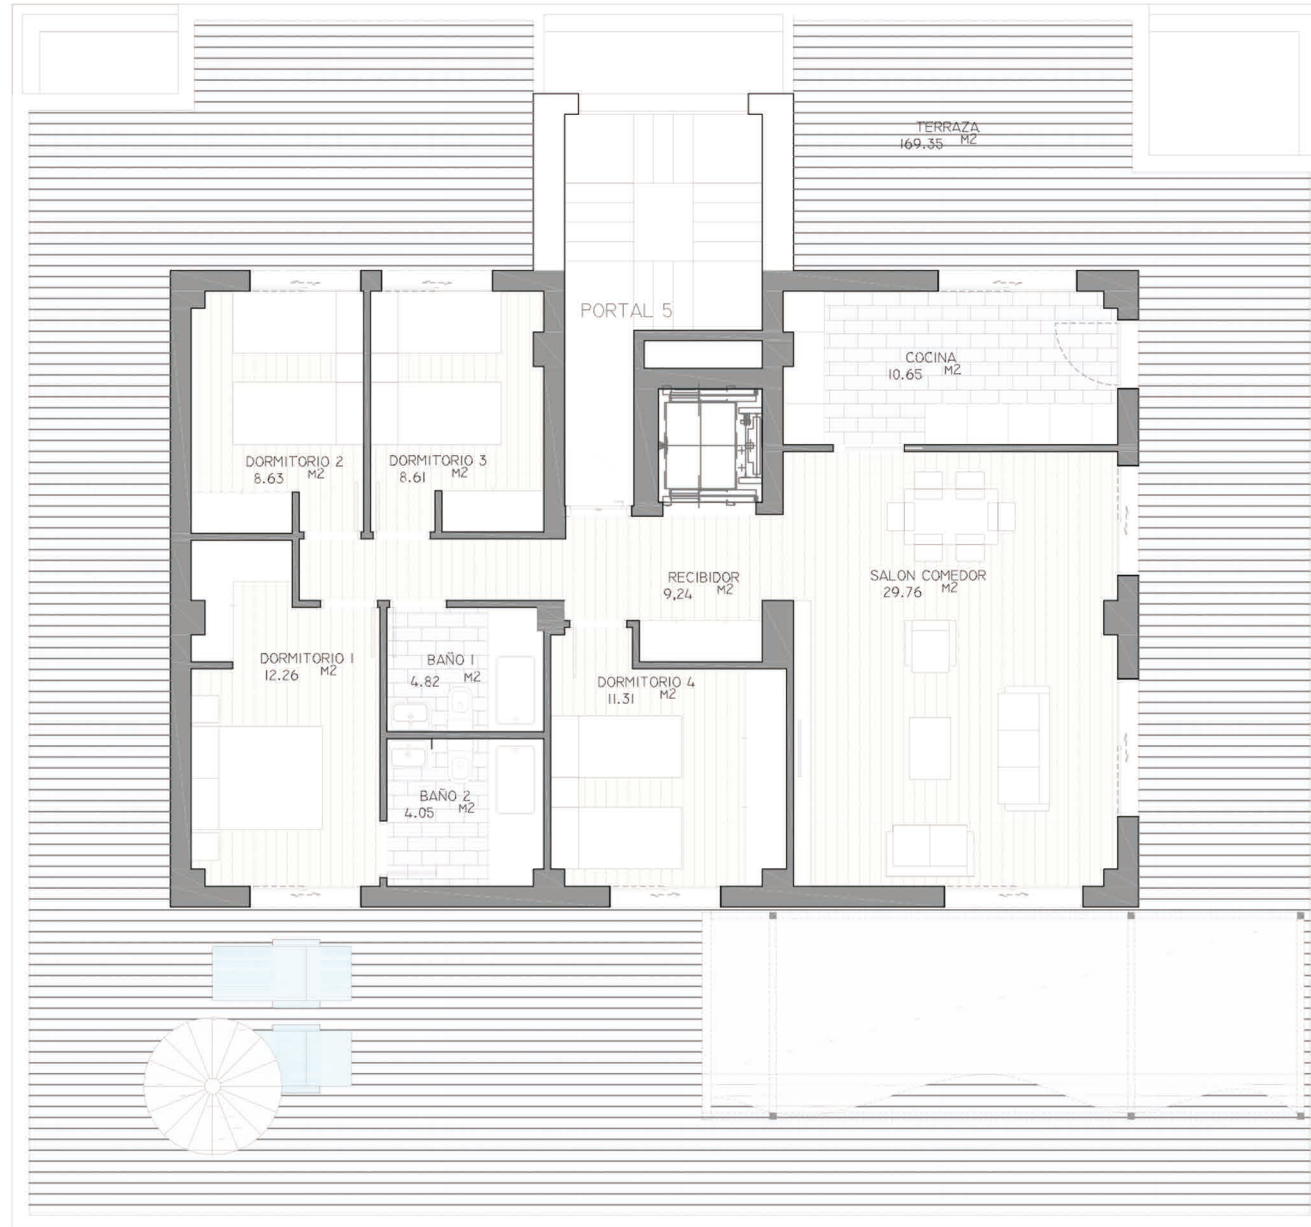 TERRAZA
169.35 M2
PORTAL 5
COCINA
10.65 M2
DORMITORIO 2
8.63 M2
DORMITORIO 3
8.61 M2
RECIBIDOR
9,24 M2
SALON COMEDOR
29.76 M2
DORMITORIO 1
12.26 M2
BAÑO 1
4.82 M2
DORMITORIO 4
11.31 M2
BAÑO 2
4.05 M2